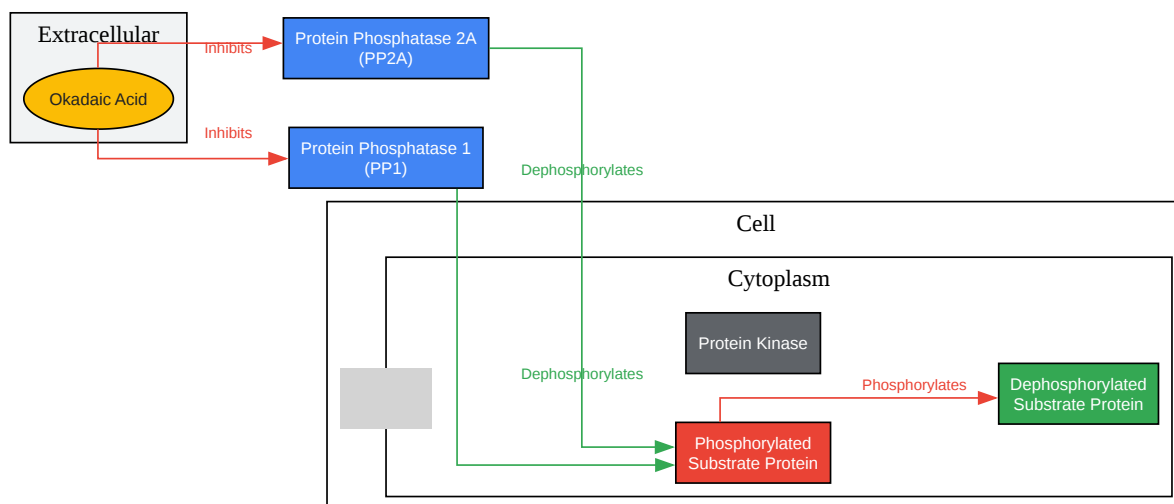 Extracellular
Okadaic Acid
Inhibits
Protein Phosphatase 2A
(PP2A)
Inhibits
Protein Phosphatase 1
(PP1)
Dephosphorylates
Cell
Cytoplasm
Protein Kinase
Dephosphorylates
Phosphorylates
Dephosphorylated
Substrate Protein
Phosphorylated
Substrate Protein